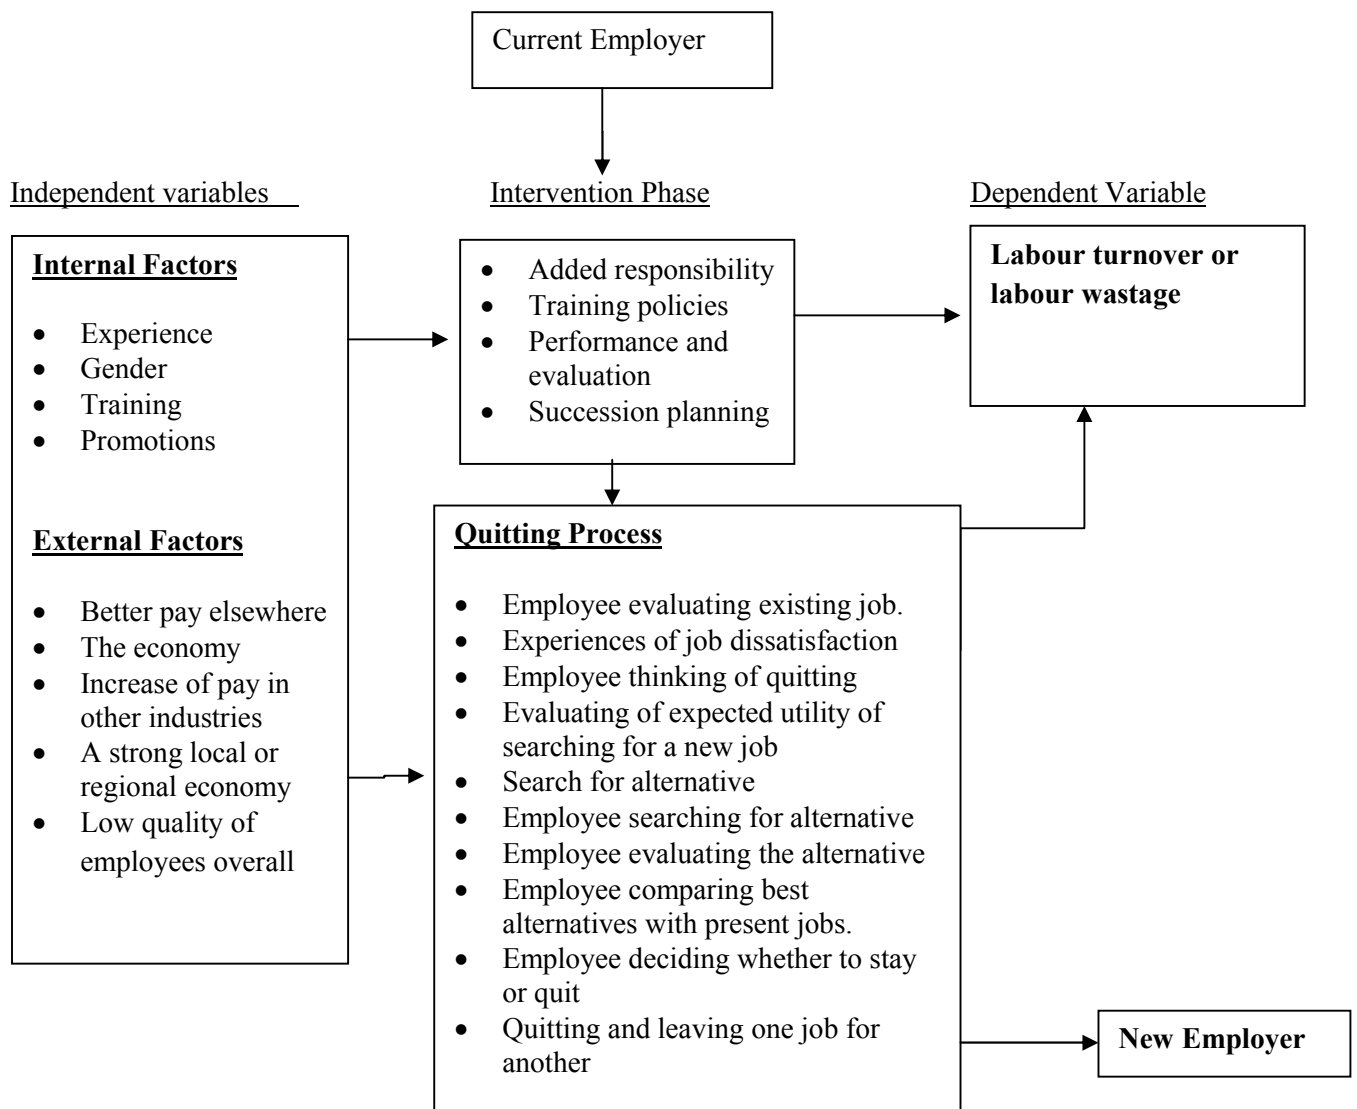 Current Employer
Independent variables
Intervention Phase
Dependent Variable
Internal Factors
• Experience
• Gender
• Training
• Promotions
External Factors
• Better pay elsewhere
• The economy
• Increase of pay in
other industries
• A strong local or
regional economy
• Low quality of
employees overall
• Added responsibility
• Training policies
• Performance and
evaluation
• Succession planning
Labour turnover or
labour wastage
Quitting Process
• Employee evaluating existing job.
• Experiences of job dissatisfaction
• Employee thinking of quitting
• Evaluating of expected utility of
searching for a new job
• Search for alternative
• Employee searching for alternative
• Employee evaluating the alternative
• Employee comparing best
alternatives with present jobs.
• Employee deciding whether to stay
or quit
• Quitting and leaving one job for
another
New Employer